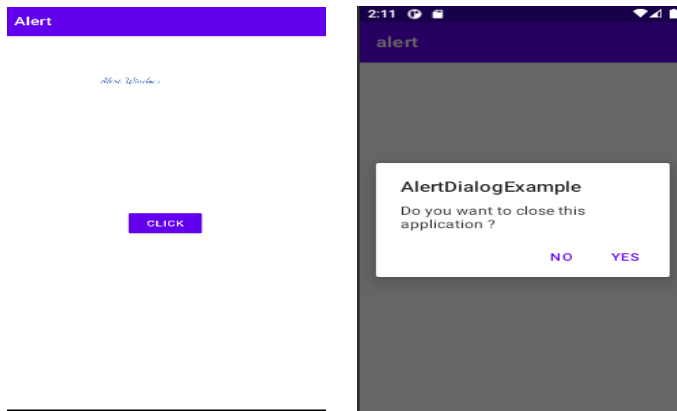 Alert
Alert Window
CLICK
2:11
alert
AlertDialogExample
Do you want to close this
application ?
NO YES